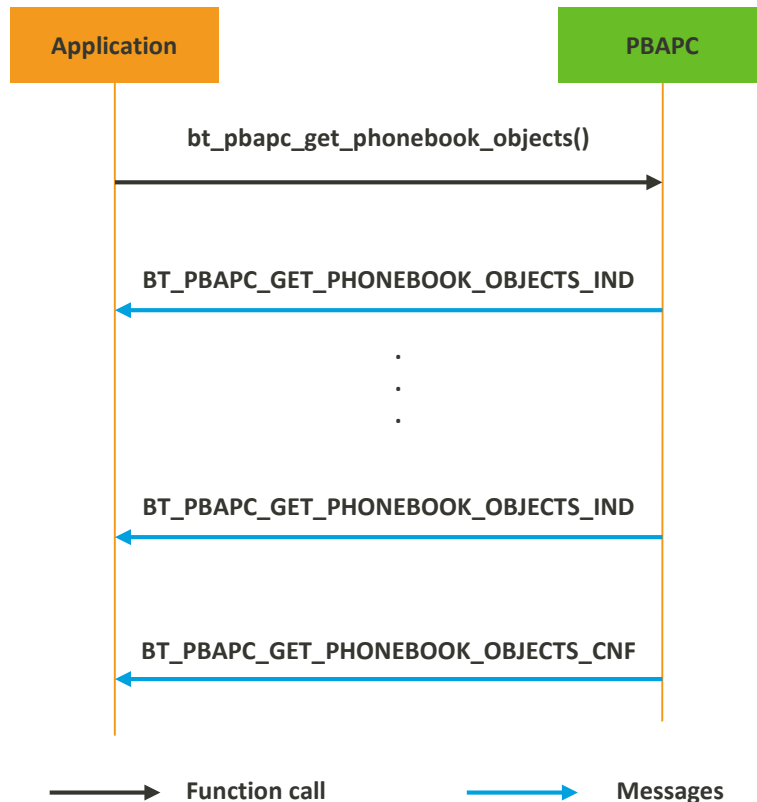 Application
PBAPC
bt_pbapc_get_phonebook_objects()
BT_PBAPC_GET_PHONEBOOK_OBJECTS_IND
.
.
.
BT_PBAPC_GET_PHONEBOOK_OBJECTS_IND
BT_PBAPC_GET_PHONEBOOK_OBJECTS_CNF
Function call
Messages